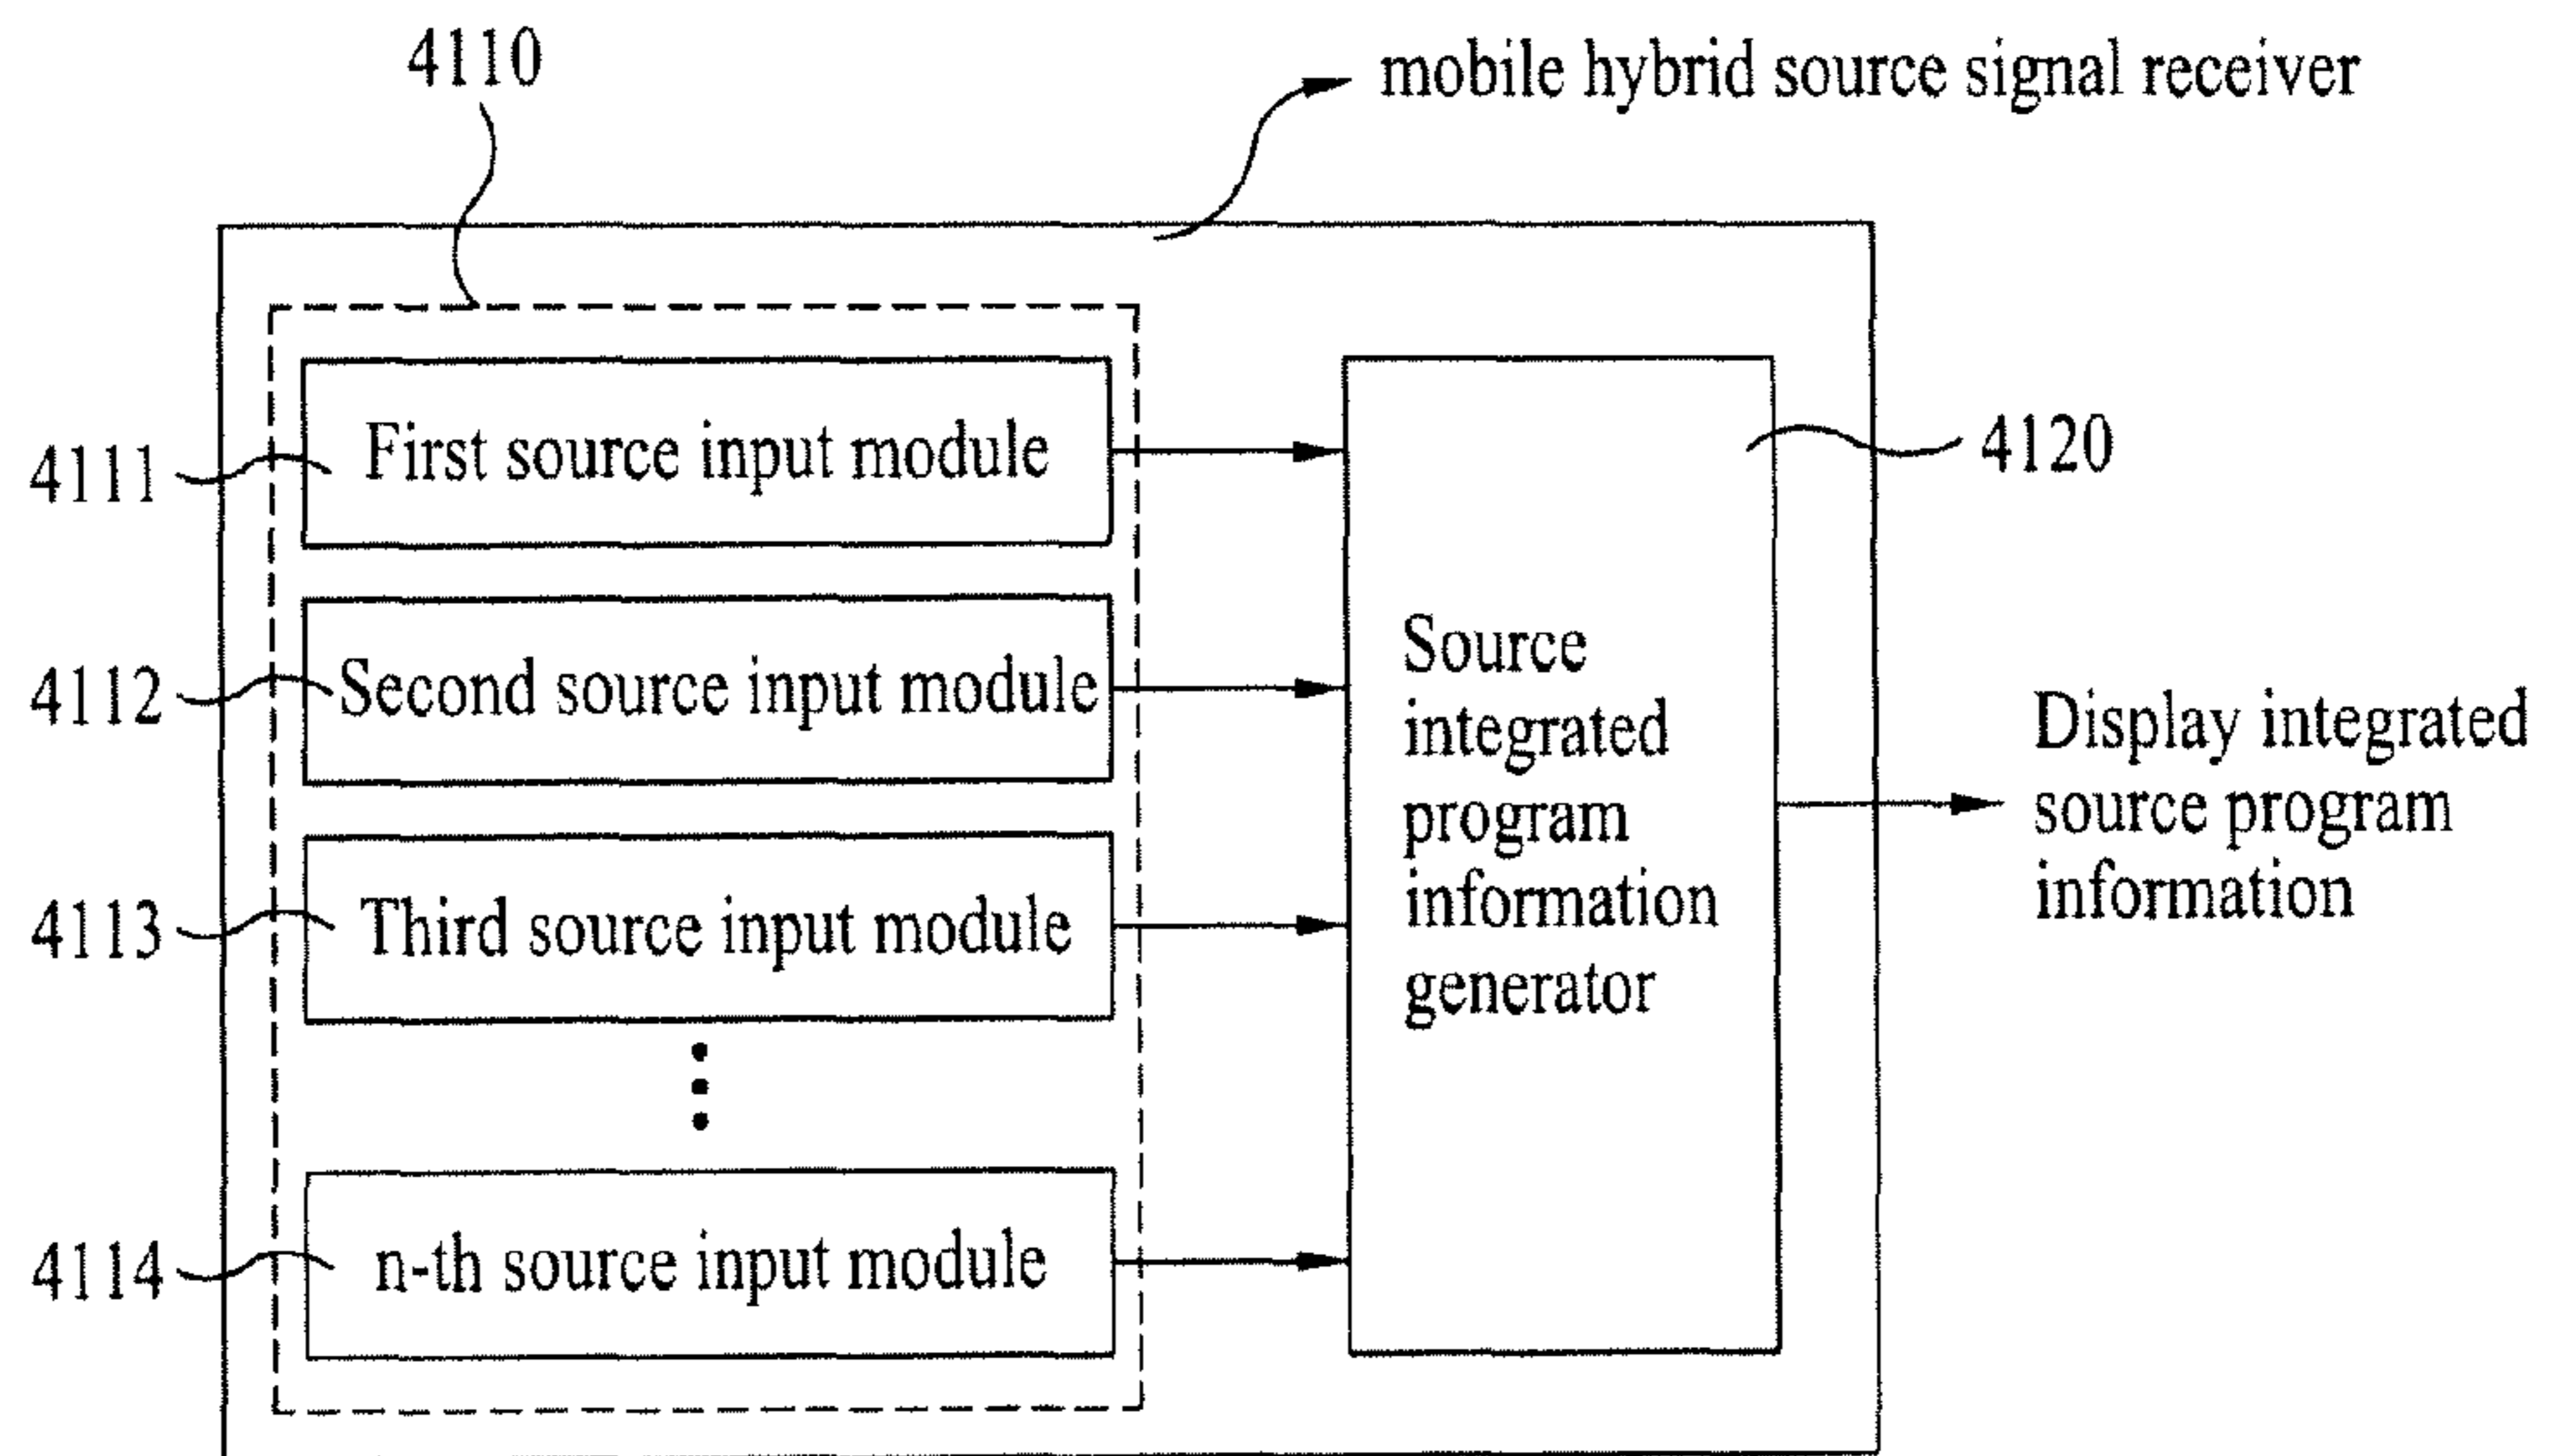 4110
mobile hybrid source signal receiver
4111
First source input module
4120
4112
Second source input module
Source
integrated
program
information
generator
Display integrated
source program
information
4113
Third source input module
4114
n-th source input module